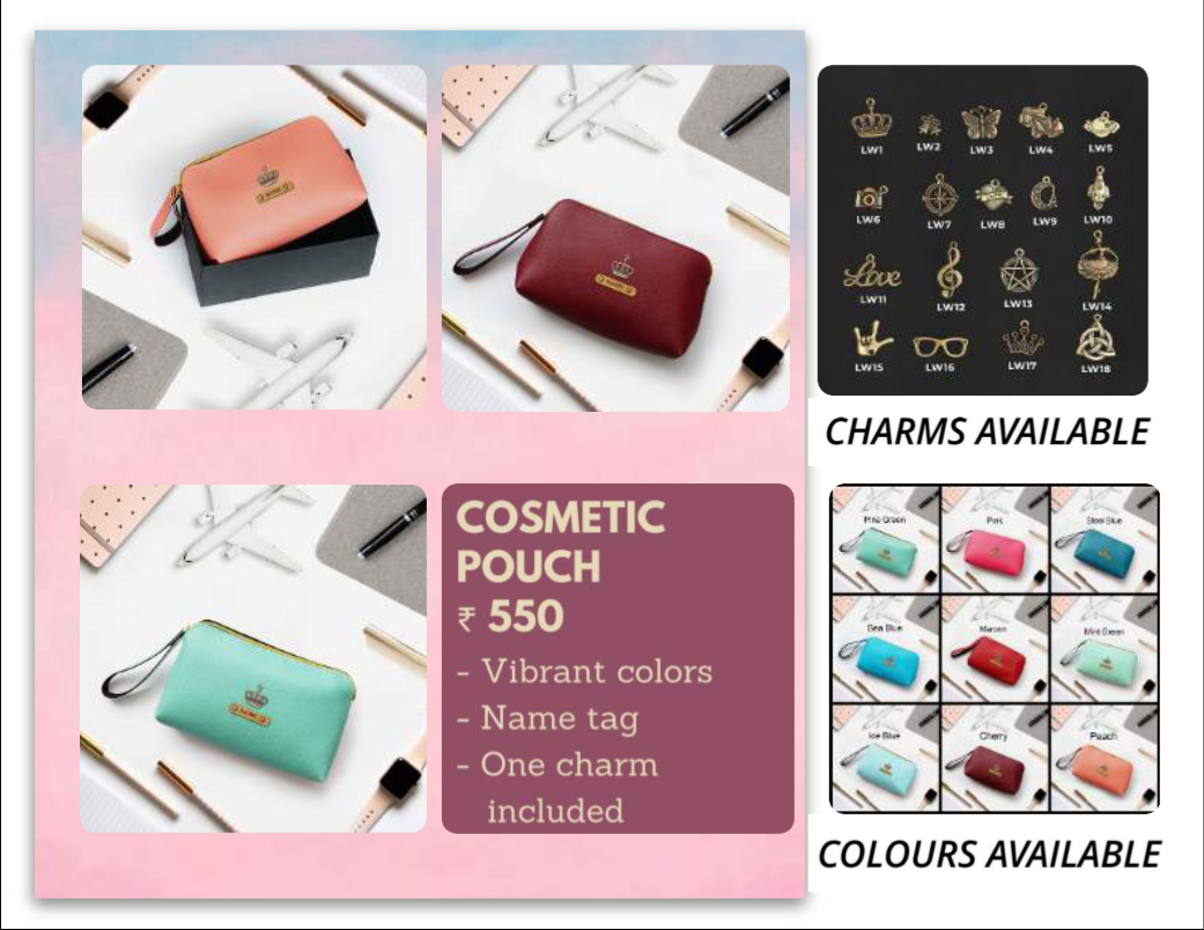 LW1 LW2 LW3 LW4 LW5
LW6 LW7 LW8 LW9 LW10
LW11 LW12 LW13 LW14
LW15 LW16 LW17 LW18
CHARMS AVAILABLE
COSMETIC
POUCH
₹ 550
- Vibrant colors
- Name tag
- One charm
included
Pink Steel Blue
Sea Blue Maroon Mint Green
Ice Blue Cherry Peach
COLOURS AVAILABLE